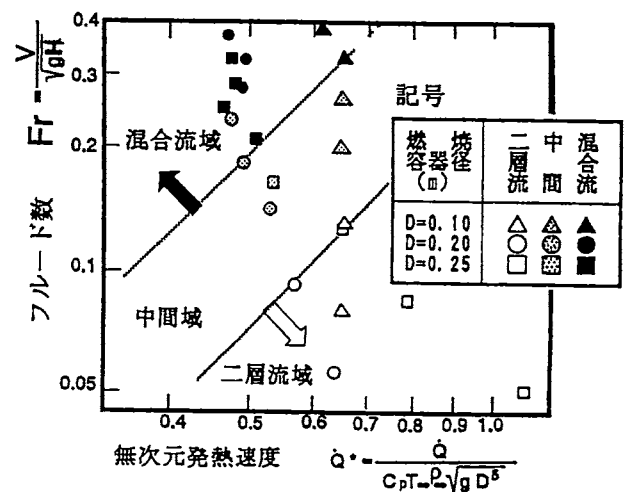 フルード数 Fr = V / √gH
0.4
0.3
0.2
0.1
0.05
混合流域
中間域
二層流域
記号
燃焼容器径(m) 二層流 中間 混合流
D=0.10 △ ▲
D=0.20 ○ ●
D=0.25 □ ■
0.4 0.5 0.6 0.7 0.8 0.9 1.0
無次元発熱速度 Q̇* = Q̇ / CpT∞ρ∞√gD⁵